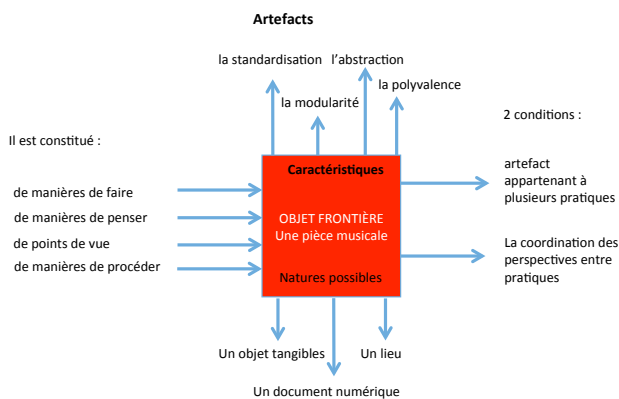 Artefacts
la standardisation
l'abstraction
la polyvalence
la modularité
2 conditions :
Il est constitué :
Caractéristiques
artefact
appartenant à
plusieurs pratiques
de manières de faire
de manières de penser
de points de vue
de manières de procéder
OBJET FRONTIÈRE
Une pièce musicale
La coordination des
perspectives entre
pratiques
Natures possibles
Un objet tangibles
Un lieu
Un document numérique